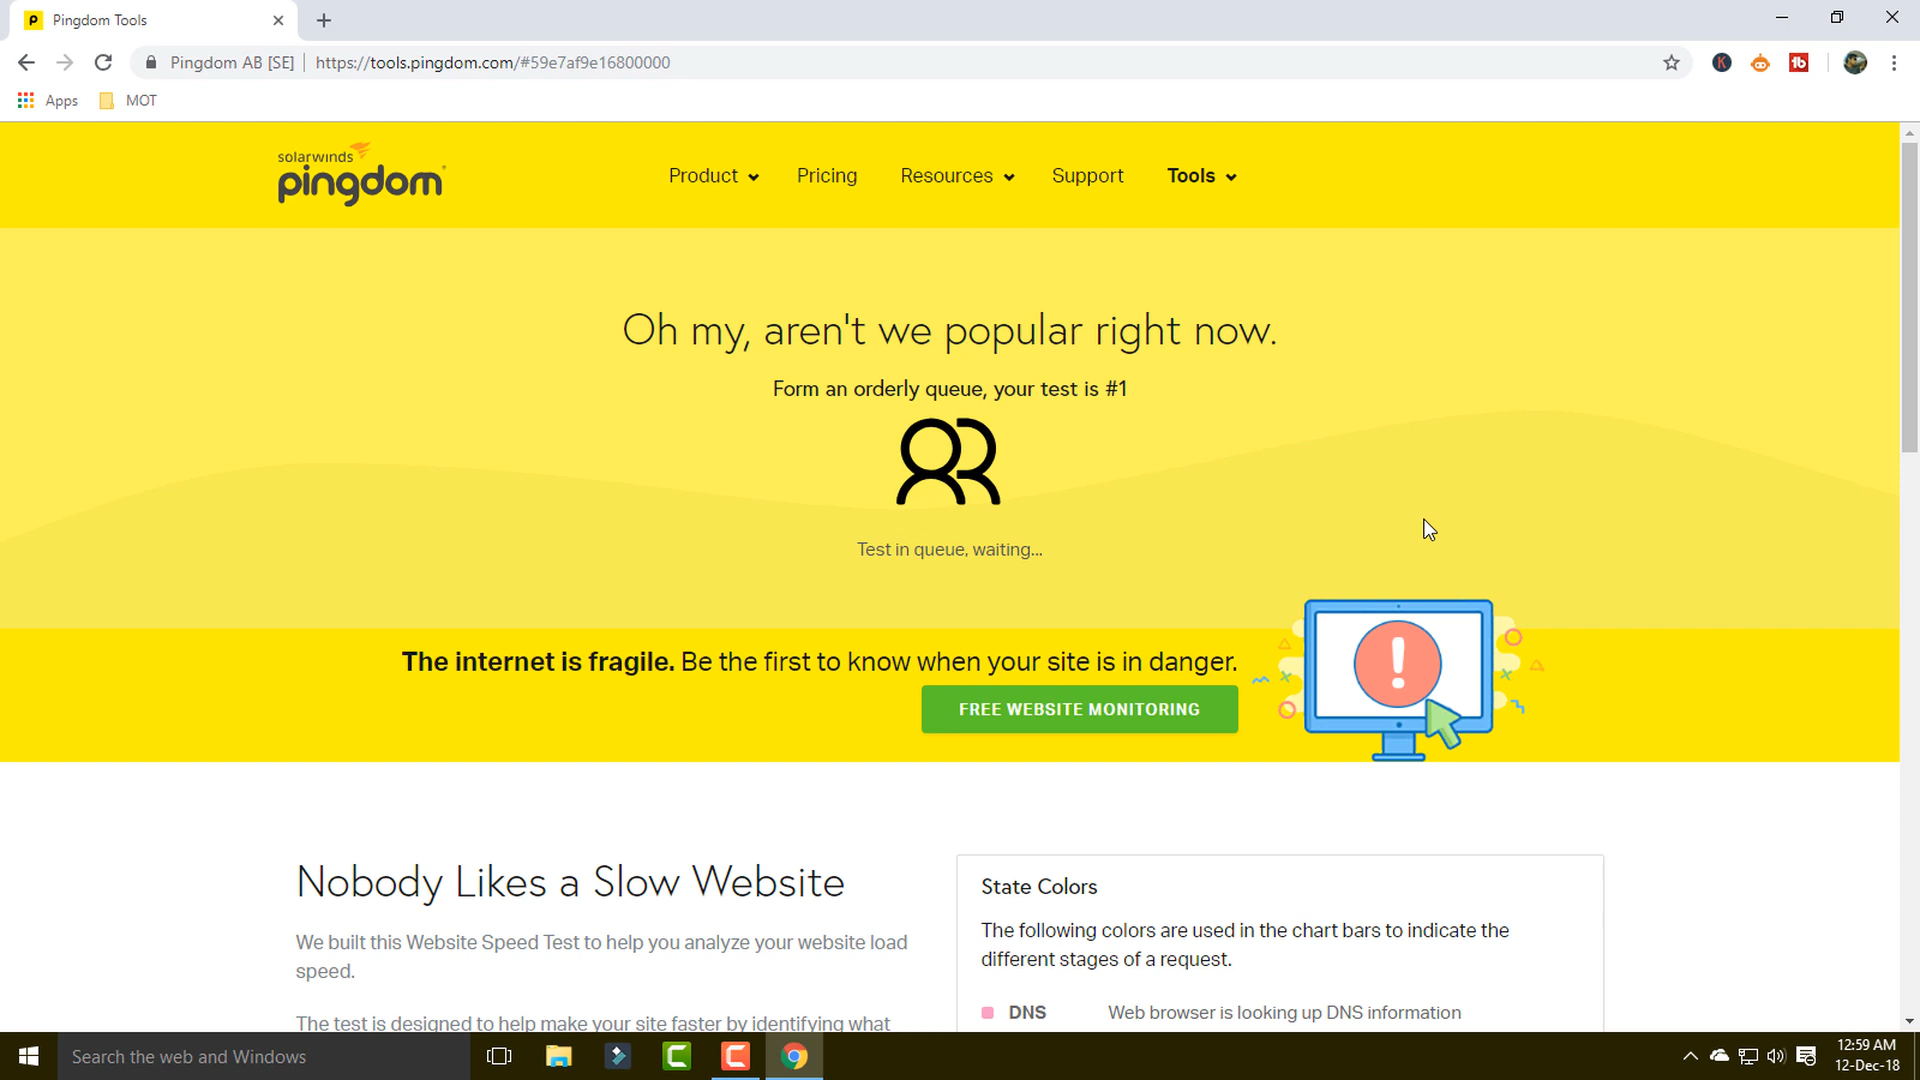 Pingdom Tools
Pingdom AB [SE] https://tools.pingdom.com/#59e7af9e16800000
Apps MOT
solarwinds
pingdom
Product Pricing Resources Support Tools
Oh my, aren't we popular right now.
Form an orderly queue, your test is #1
Test in queue, waiting...
The internet is fragile. Be the first to know when your site is in danger.
FREE WEBSITE MONITORING
Nobody Likes a Slow Website
We built this Website Speed Test to help you analyze your website load
speed.
The test is designed to help make your site faster by identifying what
State Colors
The following colors are used in the chart bars to indicate the
different stages of a request.
DNS Web browser is looking up DNS information
Search the web and Windows
12:59 AM
12-Dec-18